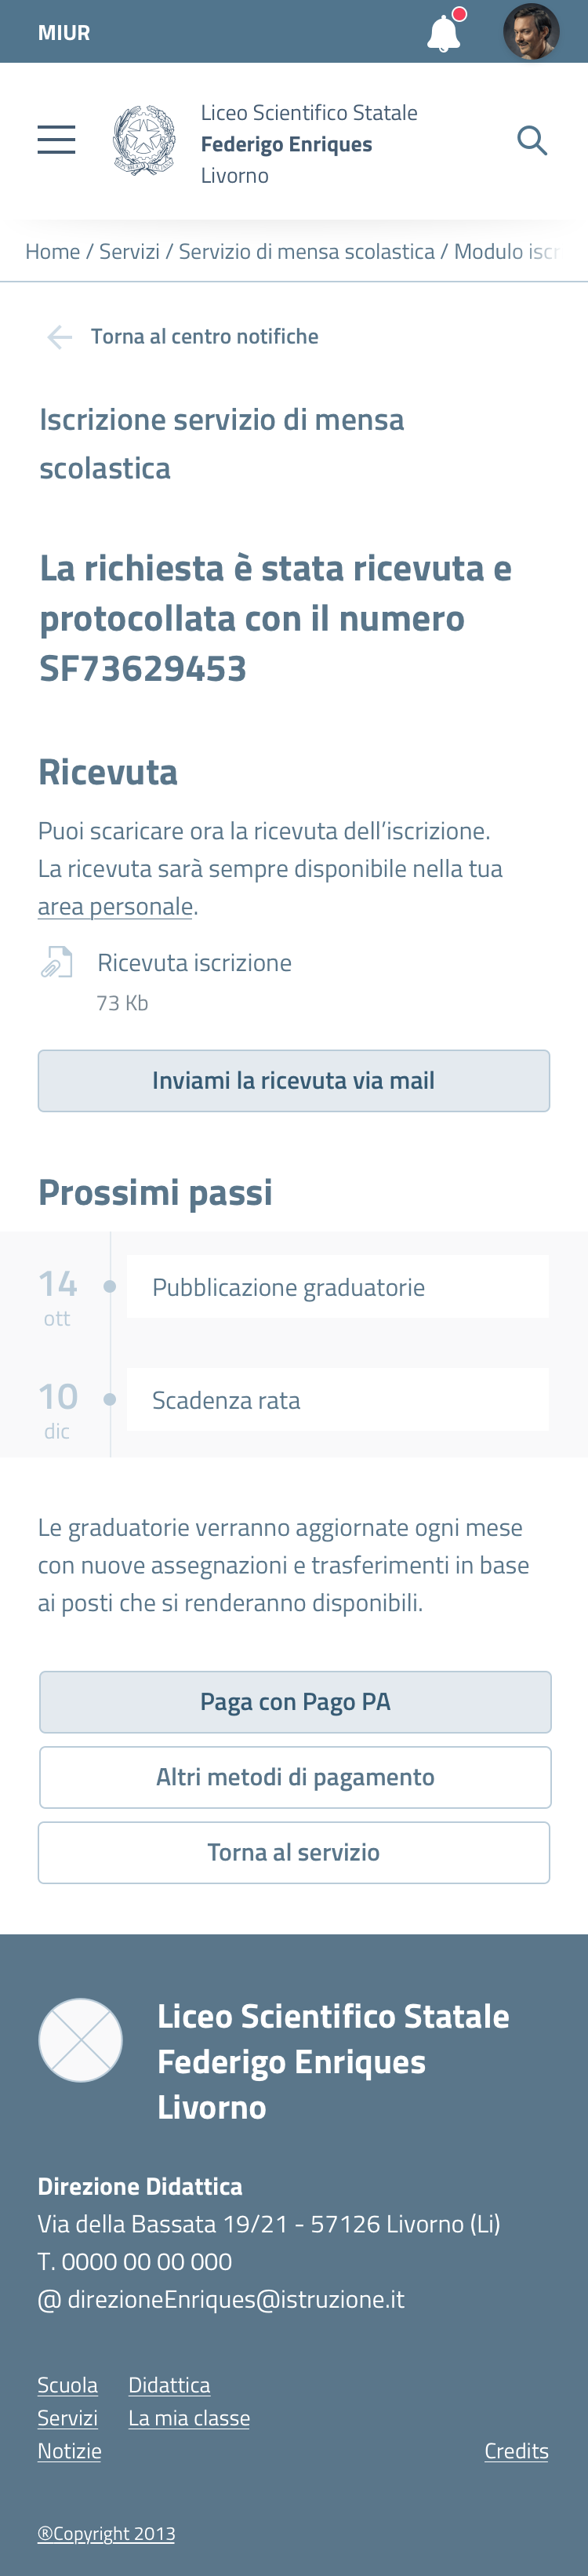 MIUR
Liceo Scientifico Statale
Federigo Enriques
Livorno
Home / Servizi / Servizio di mensa scolastica / Modulo iscr
Torna al centro notifiche
Iscrizione servizio di mensa
scolastica
La richiesta è stata ricevuta e
protocollata con il numero
SF73629453
Ricevuta
Puoi scaricare ora la ricevuta dell’iscrizione.
La ricevuta sarà sempre disponibile nella tua
area personale.
Ricevuta iscrizione
73 Kb
Inviami la ricevuta via mail
Prossimi passi
14
ott
Pubblicazione graduatorie
10
dic
Scadenza rata
Le graduatorie verranno aggiornate ogni mese
con nuove assegnazioni e trasferimenti in base
ai posti che si renderanno disponibili.
Paga con Pago PA
Altri metodi di pagamento
Torna al servizio
Liceo Scientifico Statale
Federigo Enriques
Livorno
Direzione Didattica
Via della Bassata 19/21 - 57126 Livorno (Li)
T. 0000 00 00 000
@ direzioneEnriques@istruzione.it
Scuola Didattica
Servizi La mia classe
Notizie Credits
®Copyright 2013